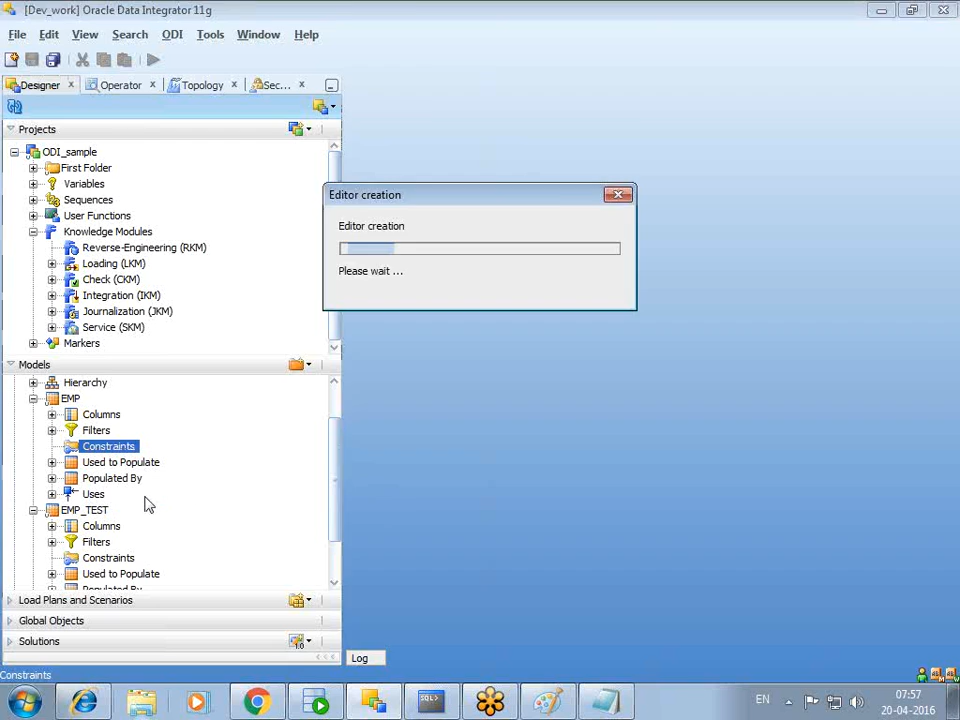 [Dev_work] Oracle Data Integrator 11g
File Edit View Search ODI Tools Window Help
Designer x Operator x Topology x Sec... x
Projects
ODI_sample
First Folder
Variables
Sequences
User Functions
Knowledge Modules
Reverse-Engineering (RKM)
Loading (LKM)
Check (CKM)
Integration (IKM)
Journalization (JKM)
Service (SKM)
Markers
Editor creation
Editor creation
Please wait ...
Models
Hierarchy
EMP
Columns
Filters
Constraints
Used to Populate
Populated By
Uses
EMP_TEST
Columns
Filters
Constraints
Used to Populate
Populated By
Load Plans and Scenarios
Global Objects
Solutions
Log
Constraints
SQL>
EN
07:57
20-04-2016